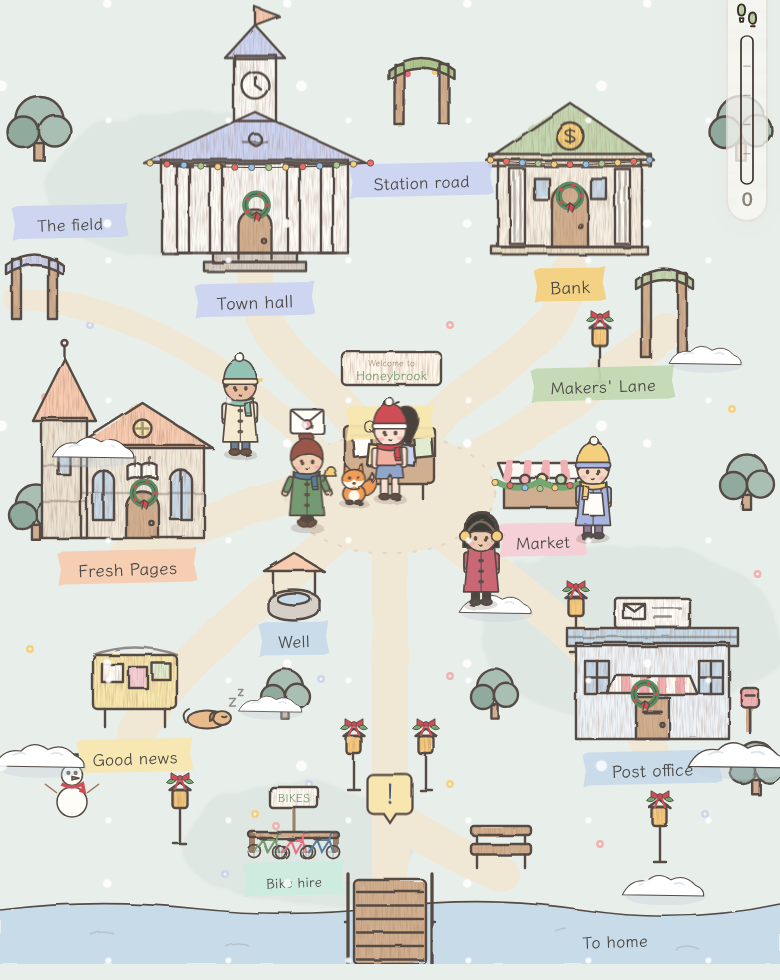 0
$
Station road
The field
Town hall
Bank
Welcome to
Honeybrook
Makers' Lane
Fresh Pages
Market
Well
z z
Good news
Post office
BIKES
!
Bike hire
To home